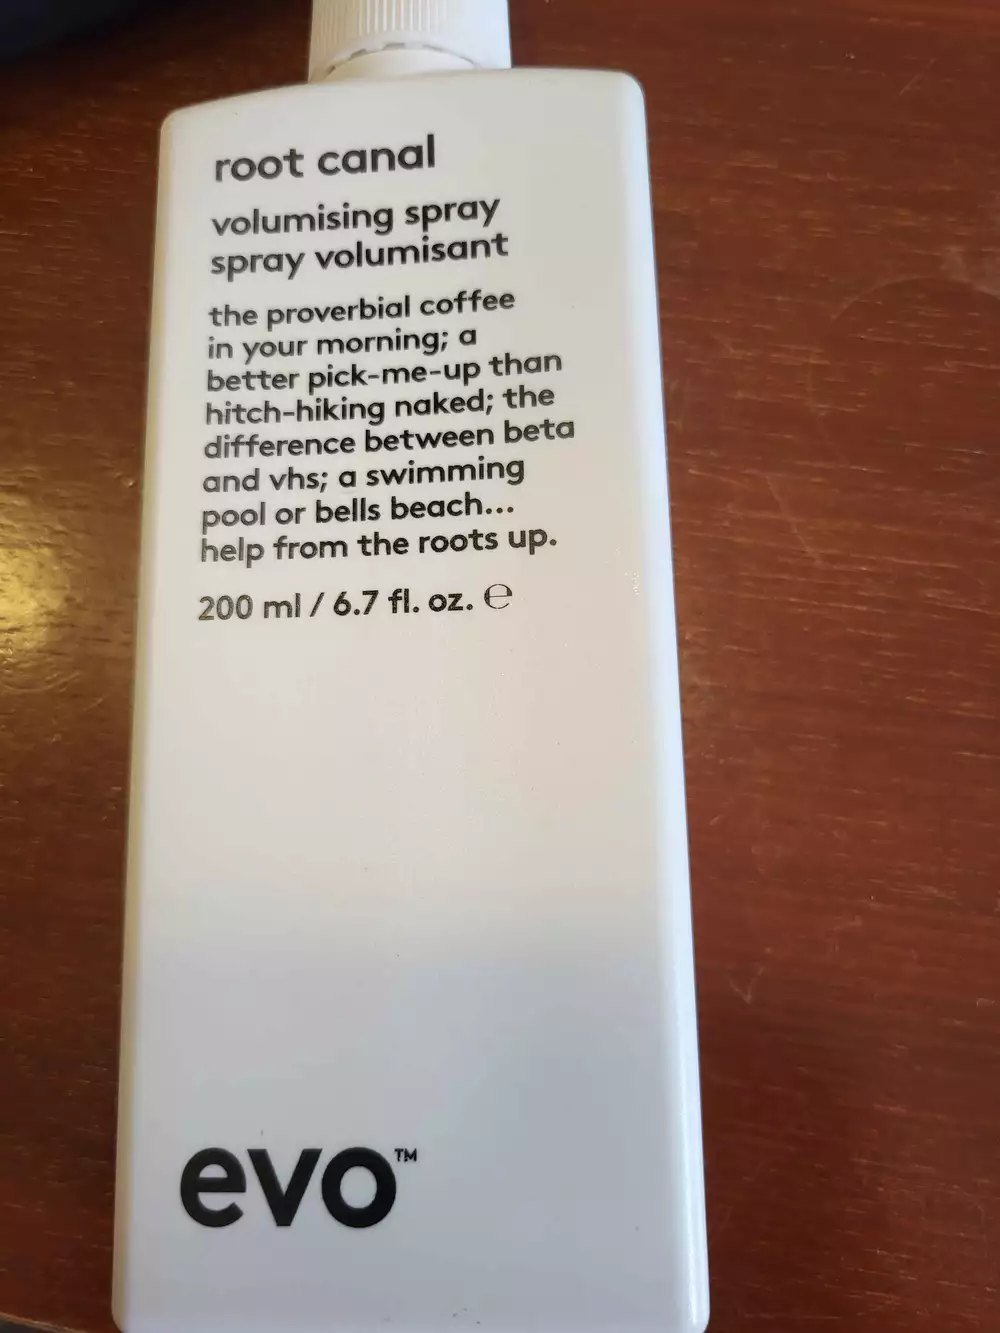 root canal
volumising spray
spray volumisant
the proverbial coffee
in your morning; a
better pick-me-up than
hitch-hiking naked; the
difference between beta
and vhs; a swimming
pool or bells beach...
help from the roots up.
200 ml / 6.7 fl. oz. ℮
evo™